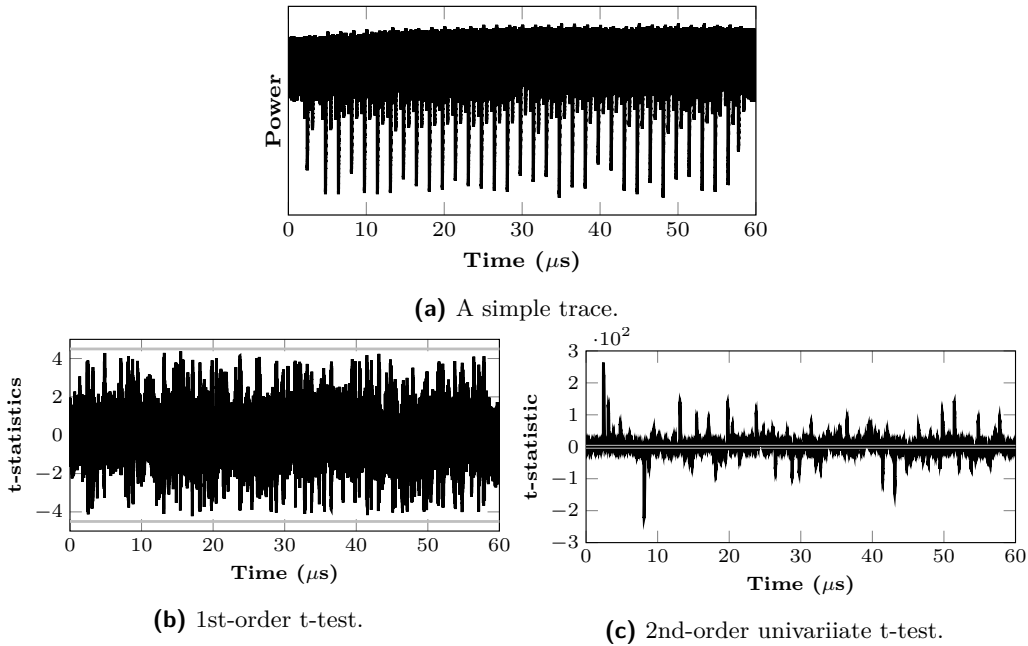 Power
0 10 20 30 40 50 60
Time (μs)
(a) A simple trace.
t-statistics
4
2
0
−2
−4
0 10 20 30 40 50 60
Time (μs)
(b) 1st-order t-test.
·10²
t-statistic
3
2
1
0
−1
−2
−3
0 10 20 30 40 50 60
Time (μs)
(c) 2nd-order univariiate t-test.